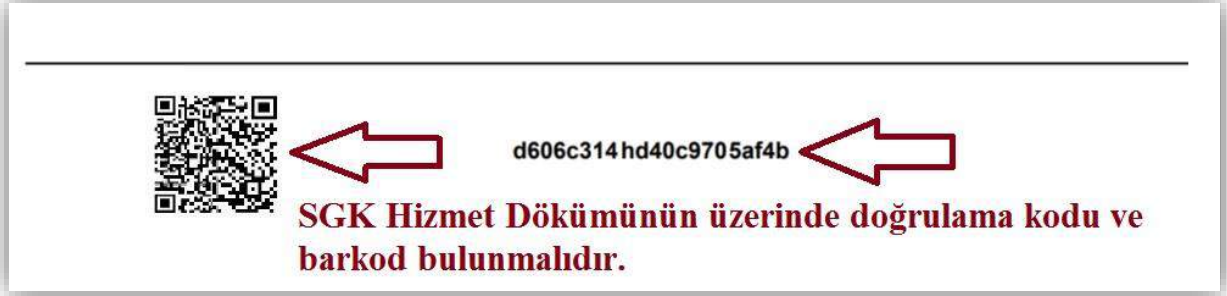 d606c314hd40c9705af4b
SGK Hizmet Dökümünün üzerinde doğrulama kodu ve
barkod bulunmalıdır.